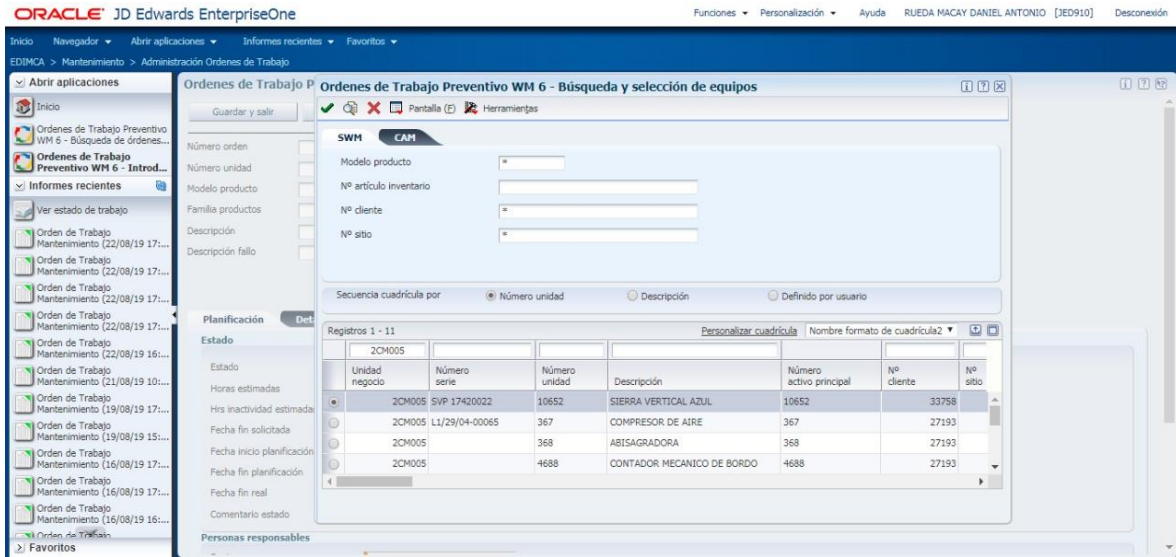 ORACLE JD Edwards EnterpriseOne
Funciones Personalización Ayuda RUEDA MACAY DANIEL ANTONIO [JED910] Desconexión
Inicio Navegador Abrir aplicaciones Informes recientes Favoritos
EDIMCA > Mantenimiento > Administración Ordenes de Trabajo
Abrir aplicaciones
Inicio
Ordenes de Trabajo Preventivo
WM 6 - Búsqueda de órdenes...
Ordenes de Trabajo
Preventivo WM 6 - Introd...
Informes recientes
Ver estado de trabajo
Orden de Trabajo
Mantenimiento (22/08/19 17:...
Orden de Trabajo
Mantenimiento (22/08/19 17:...
Orden de Trabajo
Mantenimiento (22/08/19 17:...
Orden de Trabajo
Mantenimiento (22/08/19 17:...
Orden de Trabajo
Mantenimiento (22/08/19 16:...
Orden de Trabajo
Mantenimiento (21/08/19 10:...
Orden de Trabajo
Mantenimiento (19/08/19 17:...
Orden de Trabajo
Mantenimiento (19/08/19 15:...
Orden de Trabajo
Mantenimiento (16/08/19 17:...
Orden de Trabajo
Mantenimiento (16/08/19 17:...
Orden de Trabajo
Mantenimiento (16/08/19 16:...
Orden de Trabajo
Favoritos
Ordenes de Trabajo P
Guardar y salir
Número orden
Número unidad
Modelo producto
Familia productos
Descripción
Descripción fallo
Planificación Det
Estado
Estado
Horas estimadas
Hrs inactividad estimada
Fecha fin solicitada
Fecha inicio planificación
Fecha fin planificación
Fecha fin real
Comentario estado
Personas responsables
Ordenes de Trabajo Preventivo WM 6 - Búsqueda y selección de equipos
Pantalla (F) Herramientas
SWM CAM
Modelo producto *
Nº artículo inventario
Nº cliente *
Nº sitio *
Secuencia cuadrícula por Número unidad Descripción Definido por usuario
Registros 1 - 11 Personalizar cuadrícula Nombre formato de cuadrícula2
2CM005
Unidad negocio Número serie Número unidad Descripción Número activo principal Nº cliente Nº sitio
2CM005 SVP 17420022 10652 SIERRA VERTICAL AZUL 10652 33758
2CM005 L1/29/04-00065 367 COMPRESOR DE AIRE 367 27193
2CM005 368 ABISAGRADORA 368 27193
2CM005 4688 CONTADOR MECANICO DE BORDO 4688 27193